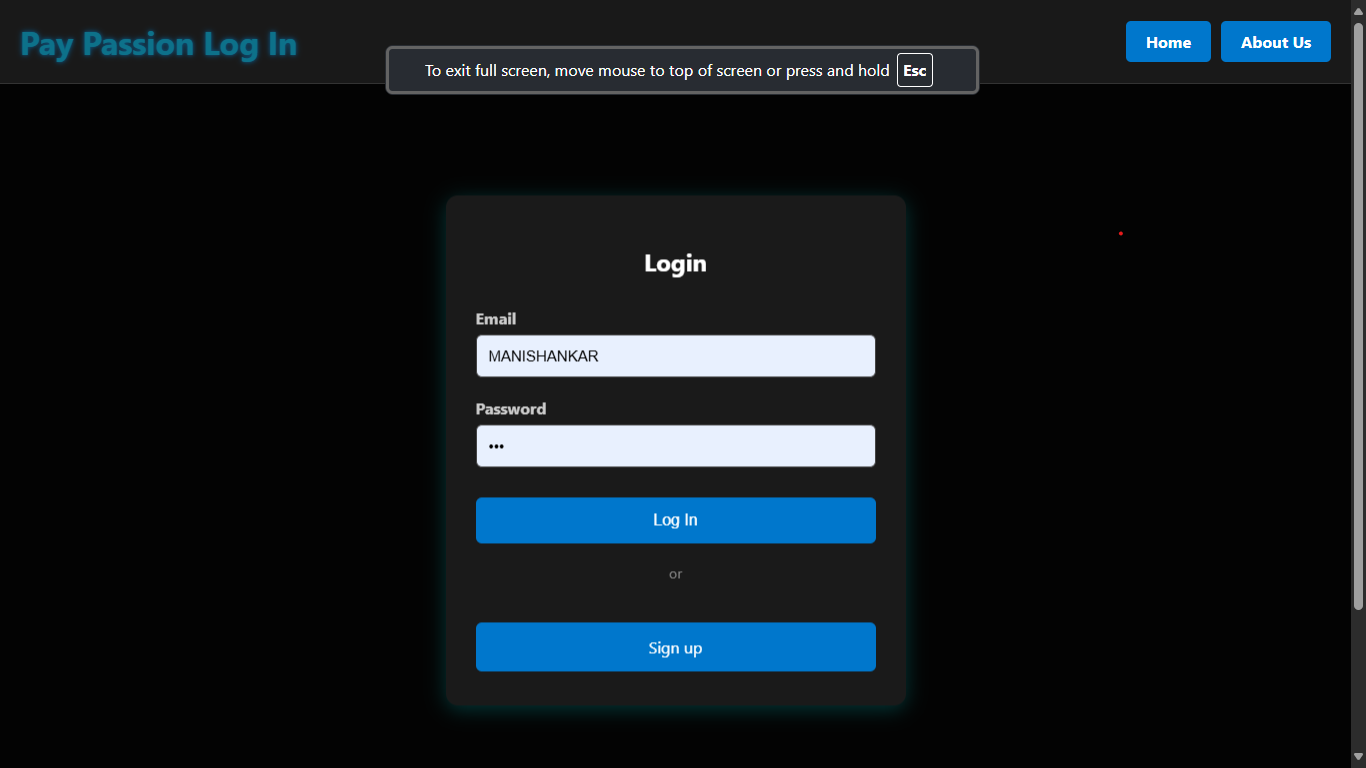 Pay Passion Log In
Home
About Us
To exit full screen, move mouse to top of screen or press and hold Esc
Login
Email
MANISHANKAR
Password
•••
Log In
or
Sign up